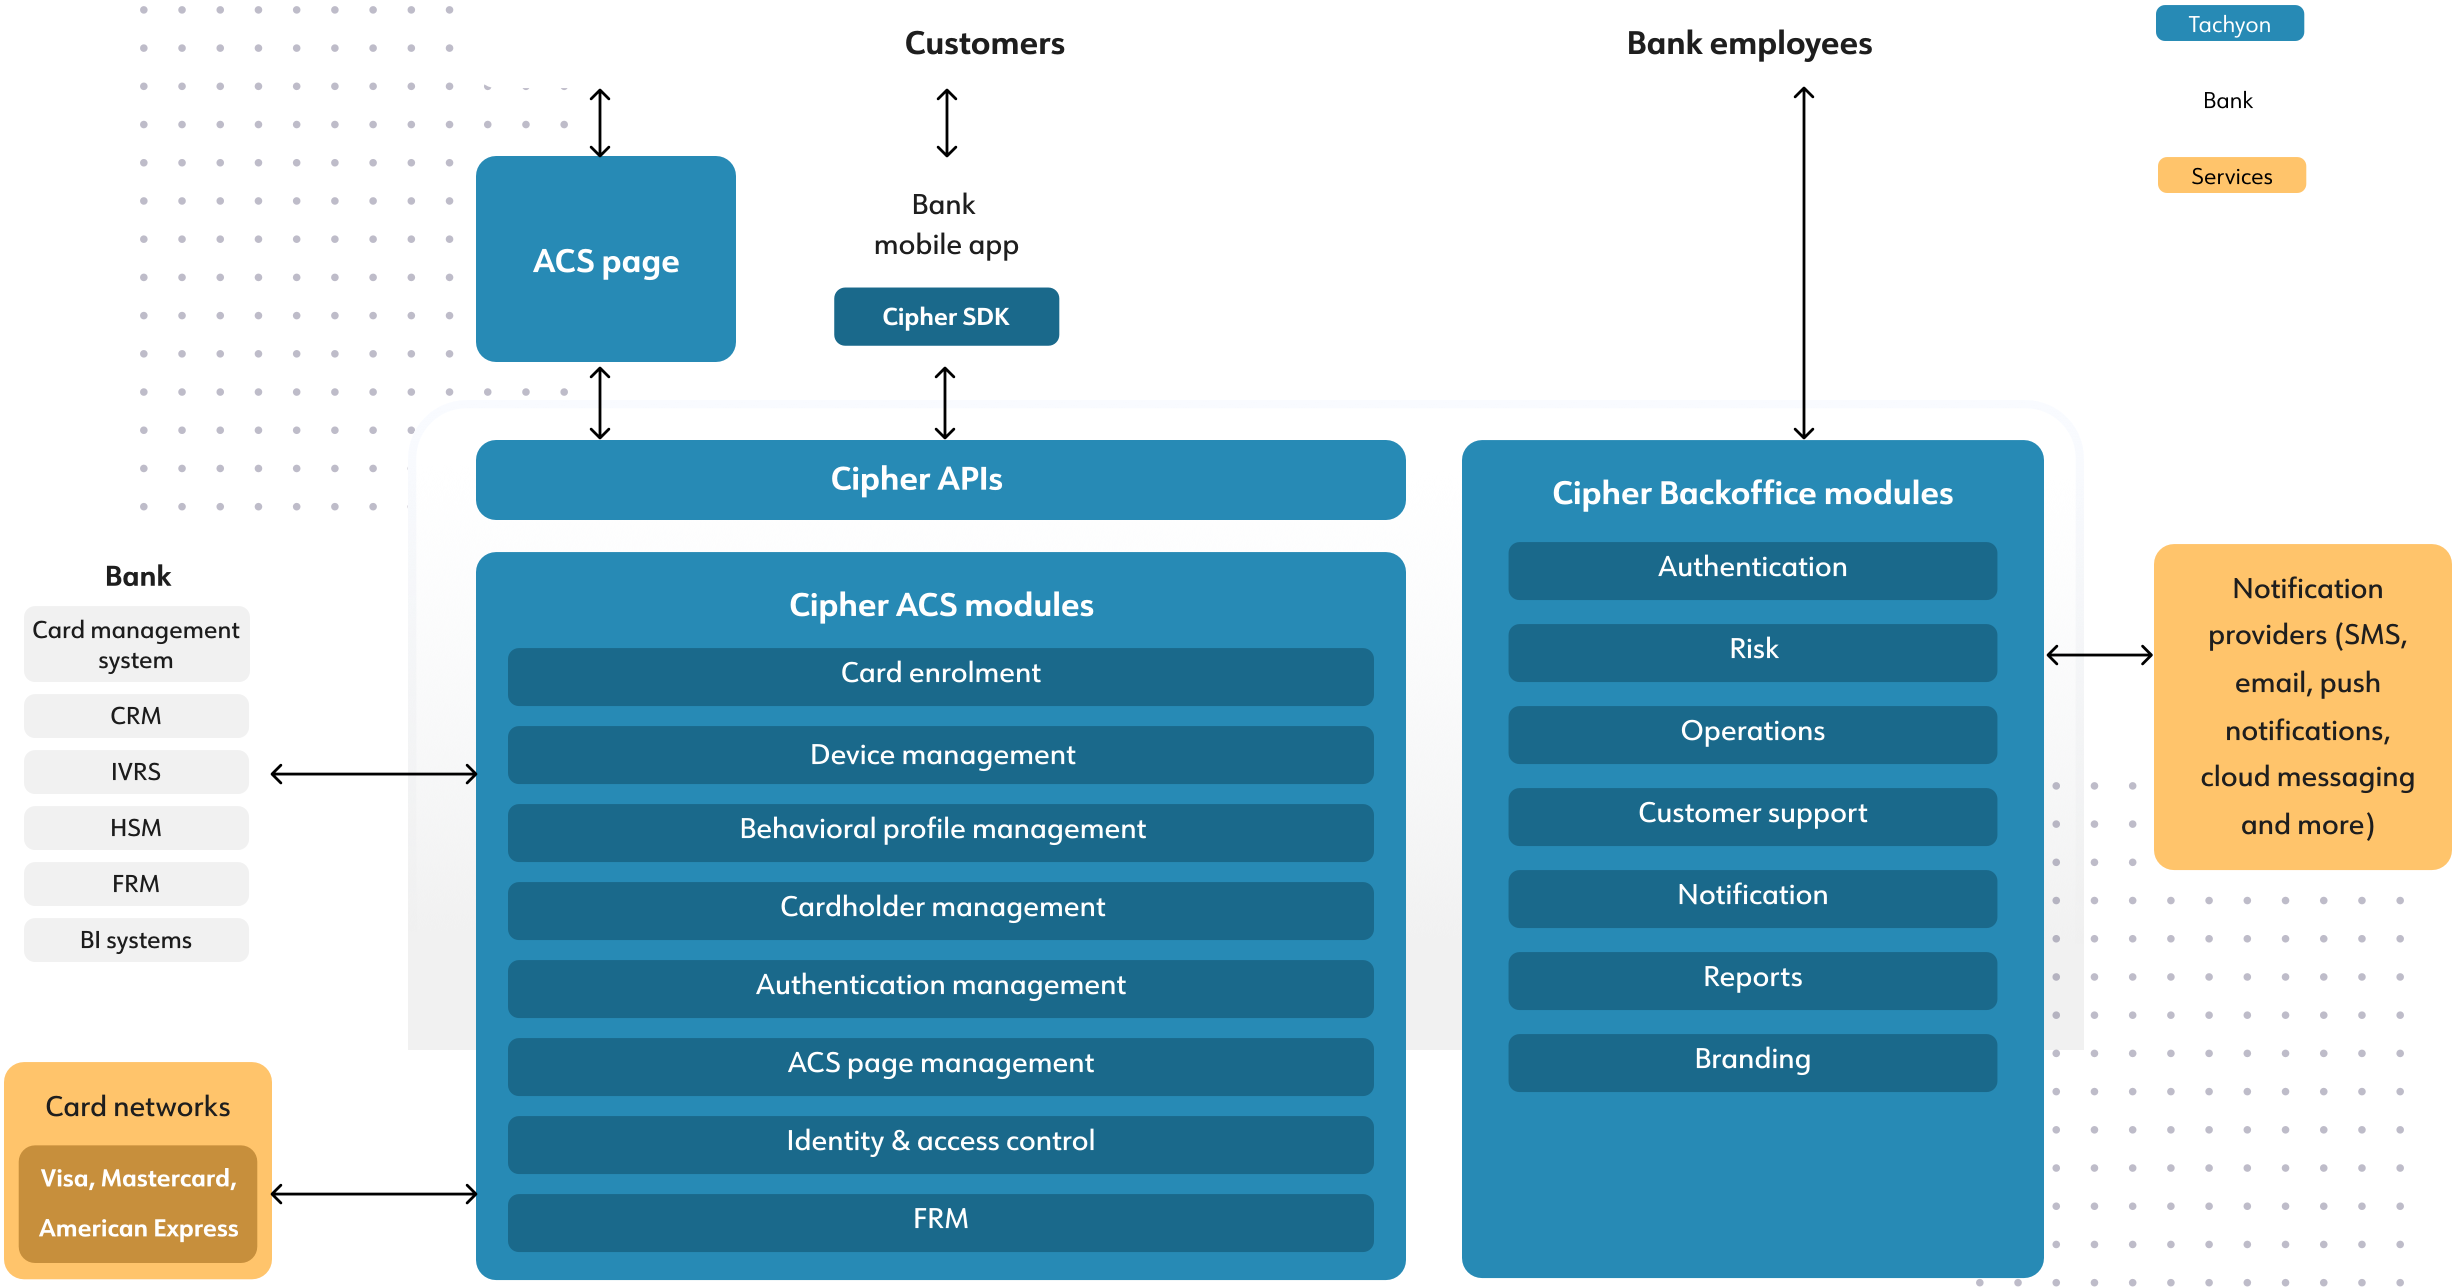 Customers
Bank employees
Tachyon
Bank
Services
ACS page
Bank
mobile app
Cipher SDK
Cipher APIs
Cipher ACS modules
Card enrolment
Device management
Behavioral profile management
Cardholder management
Authentication management
ACS page management
Identity & access control
FRM
Cipher Backoffice modules
Authentication
Risk
Operations
Customer support
Notification
Reports
Branding
Bank
Card management
system
CRM
IVRS
HSM
FRM
BI systems
Card networks
Visa, Mastercard,
American Express
Notification
providers (SMS,
email, push
notifications,
cloud messaging
and more)